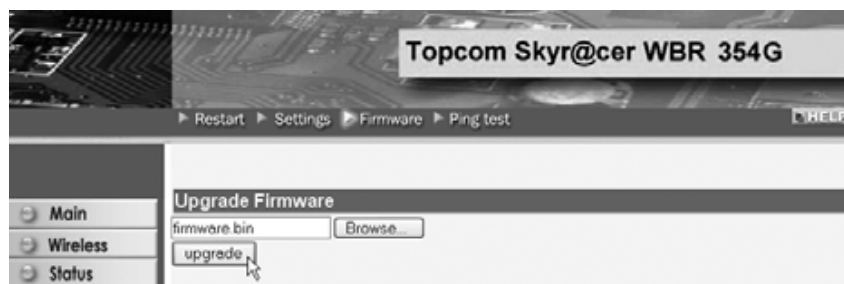 Topcom Skyr@cer WBR 354G
Restart Settings Firmware Ping test HELP
Upgrade Firmware
firmware.bin Browse...
upgrade
Main
Wireless
Status